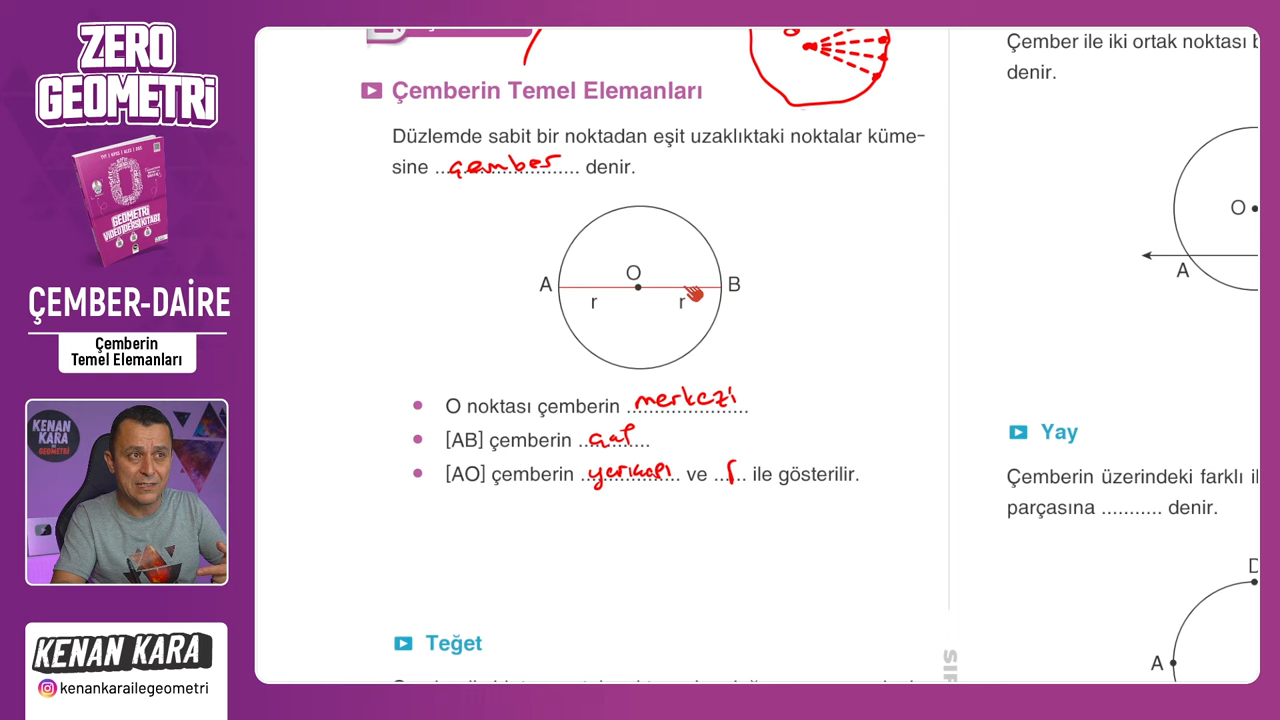 ZERO
GEOMETRi
GEOMETRİ
VİDEO DERS KİTABI
ÇEMBER-DAİRE
Çemberin
Temel Elemanları
KENAN
KARA
GEOMETRİ
KENAN KARA
kenankarailegeometri
Çemberin Temel Elemanları
Düzlemde sabit bir noktadan eşit uzaklıktaki noktalar küme-
sine ...çember... denir.
A
O
B
r
r
O noktası çemberin merkezi
[AB] çemberin çap
[AO] çemberin yarıçapı ve r ile gösterilir.
Teğet
Çember ile iki ortak noktası
denir.
O
A
Yay
Çemberin üzerindeki farklı
parçasına ........... denir.
D
A